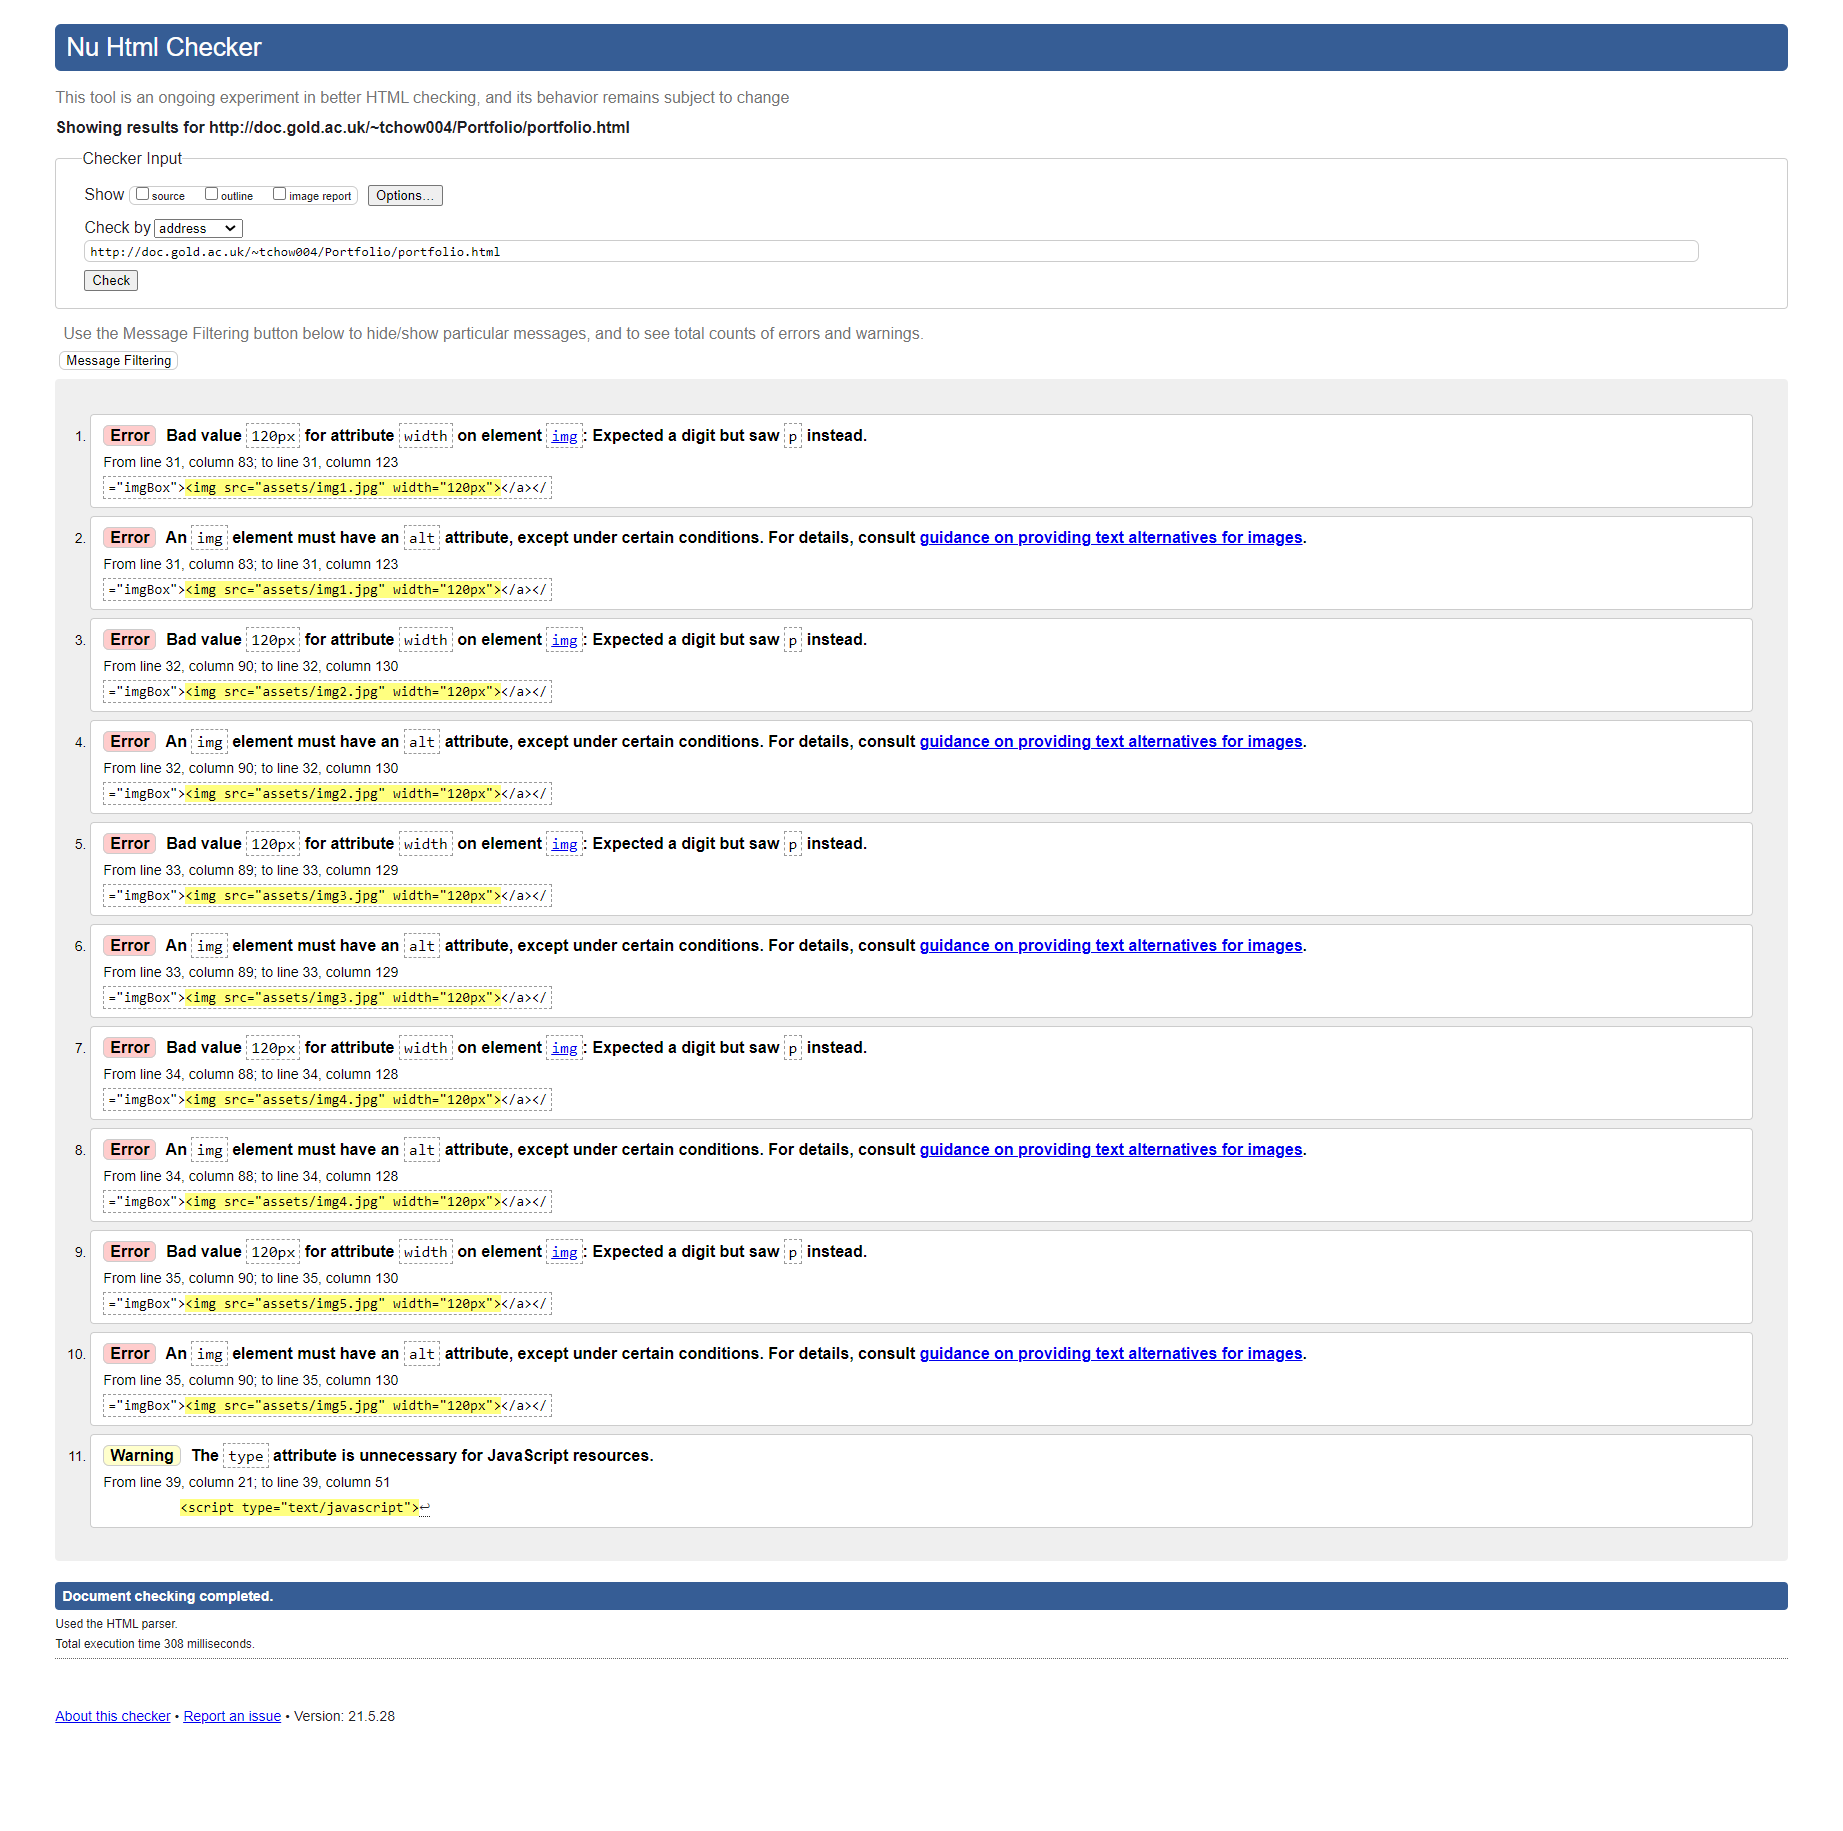 Nu Html Checker
This tool is an ongoing experiment in better HTML checking, and its behavior remains subject to change
Showing results for http://doc.gold.ac.uk/~tchow004/Portfolio/portfolio.html
Checker Input
Show source outline image report Options...
Check by address
http://doc.gold.ac.uk/~tchow004/Portfolio/portfolio.html
Check
Use the Message Filtering button below to hide/show particular messages, and to see total counts of errors and warnings.
Message Filtering
1. Error Bad value 120px for attribute width on element img: Expected a digit but saw p instead.
From line 31, column 83; to line 31, column 123
="imgBox"><img src="assets/img1.jpg" width="120px"></a></
2. Error An img element must have an alt attribute, except under certain conditions. For details, consult guidance on providing text alternatives for images.
From line 31, column 83; to line 31, column 123
="imgBox"><img src="assets/img1.jpg" width="120px"></a></
3. Error Bad value 120px for attribute width on element img: Expected a digit but saw p instead.
From line 32, column 90; to line 32, column 130
="imgBox"><img src="assets/img2.jpg" width="120px"></a></
4. Error An img element must have an alt attribute, except under certain conditions. For details, consult guidance on providing text alternatives for images.
From line 32, column 90; to line 32, column 130
="imgBox"><img src="assets/img2.jpg" width="120px"></a></
5. Error Bad value 120px for attribute width on element img: Expected a digit but saw p instead.
From line 33, column 89; to line 33, column 129
="imgBox"><img src="assets/img3.jpg" width="120px"></a></
6. Error An img element must have an alt attribute, except under certain conditions. For details, consult guidance on providing text alternatives for images.
From line 33, column 89; to line 33, column 129
="imgBox"><img src="assets/img3.jpg" width="120px"></a></
7. Error Bad value 120px for attribute width on element img: Expected a digit but saw p instead.
From line 34, column 88; to line 34, column 128
="imgBox"><img src="assets/img4.jpg" width="120px"></a></
8. Error An img element must have an alt attribute, except under certain conditions. For details, consult guidance on providing text alternatives for images.
From line 34, column 88; to line 34, column 128
="imgBox"><img src="assets/img4.jpg" width="120px"></a></
9. Error Bad value 120px for attribute width on element img: Expected a digit but saw p instead.
From line 35, column 90; to line 35, column 130
="imgBox"><img src="assets/img5.jpg" width="120px"></a></
10. Error An img element must have an alt attribute, except under certain conditions. For details, consult guidance on providing text alternatives for images.
From line 35, column 90; to line 35, column 130
="imgBox"><img src="assets/img5.jpg" width="120px"></a></
11. Warning The type attribute is unnecessary for JavaScript resources.
From line 39, column 21; to line 39, column 51
<script type="text/javascript">↩
Document checking completed.
Used the HTML parser.
Total execution time 308 milliseconds.
About this checker • Report an issue • Version: 21.5.28